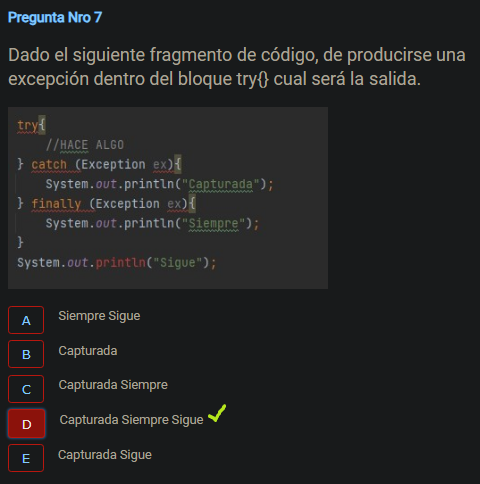 Pregunta Nro 7
Dado el siguiente fragmento de código, de producirse una
excepción dentro del bloque try{} cual será la salida.
try{
    //HACE ALGO
} catch (Exception ex){
    System.out.println("Capturada");
} finally (Exception ex){
    System.out.println("Siempre");
}
System.out.println("Sigue");
A Siempre Sigue
B Capturada
C Capturada Siempre
D Capturada Siempre Sigue
E Capturada Sigue